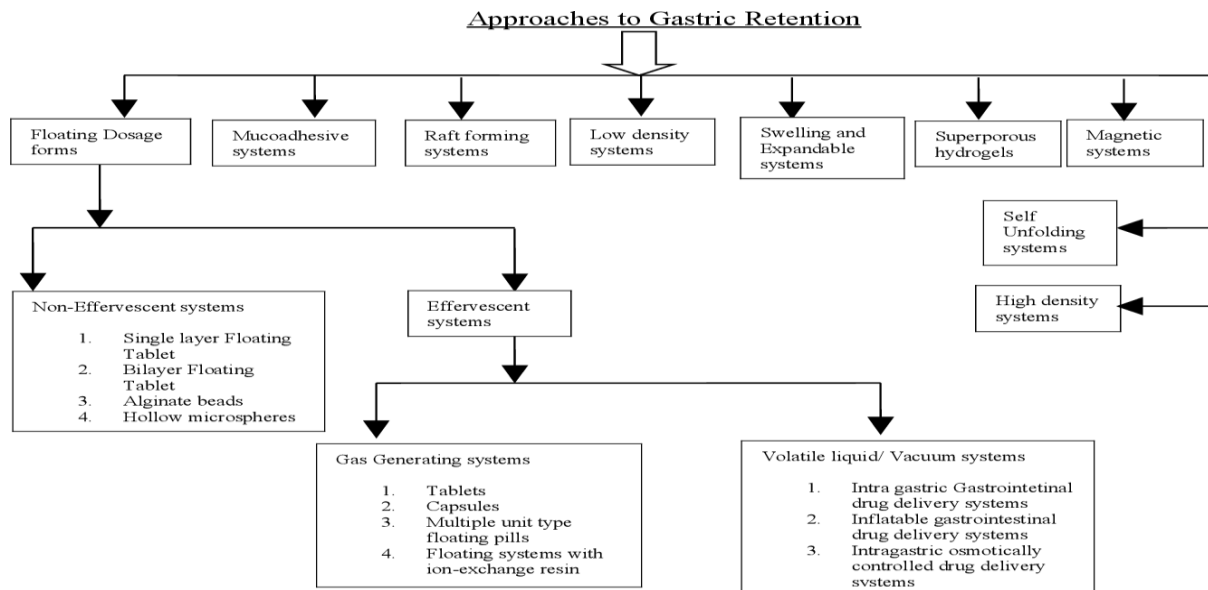 Approaches to Gastric Retention
Floating Dosage
forms
Mucoadhesive
systems
Raft forming
systems
Low density
systems
Swelling and
Expandable
systems
Superporous
hydrogels
Magnetic
systems
Self
Unfolding
systems
High density
systems
Non-Effervescent systems
1. Single layer Floating
Tablet
2. Bilayer Floating
Tablet
3. Alginate beads
4. Hollow microspheres
Effervescent
systems
Gas Generating systems
1. Tablets
2. Capsules
3. Multiple unit type
floating pills
4. Floating systems with
ion-exchange resin
Volatile liquid/ Vacuum systems
1. Intra gastric Gastrointetinal
drug delivery systems
2. Inflatable gastrointestinal
drug delivery systems
3. Intragastric osmotically
controlled drug delivery
systems